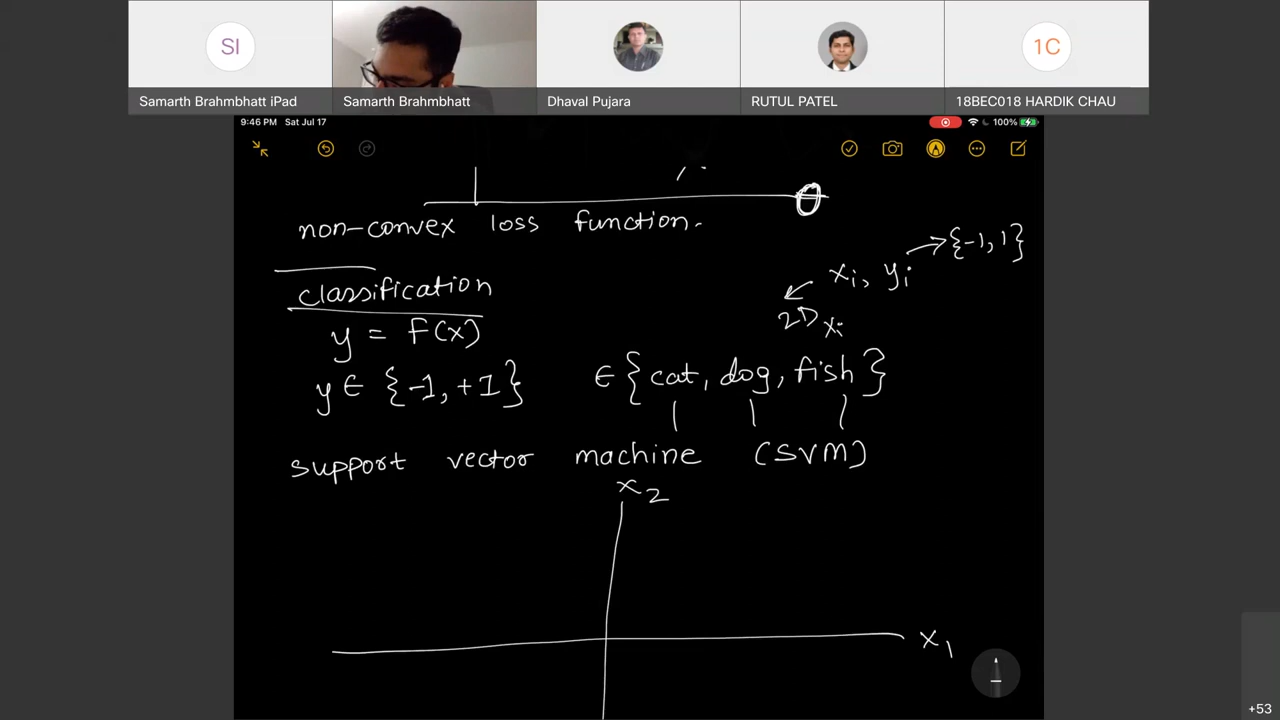 SI
1C
Samarth Brahmbhatt iPad
Samarth Brahmbhatt
Dhaval Pujara
RUTUL PATEL
18BEC018 HARDIK CHAU
9:46 PM Sat Jul 17
100%
non-convex loss function.
xi, yi → {-1, 1}
2D xi
classification
y = F(x)
y ∈ {-1, +1} ∈ {cat, dog, fish}
support vector machine (SVM)
x2
x1
+53